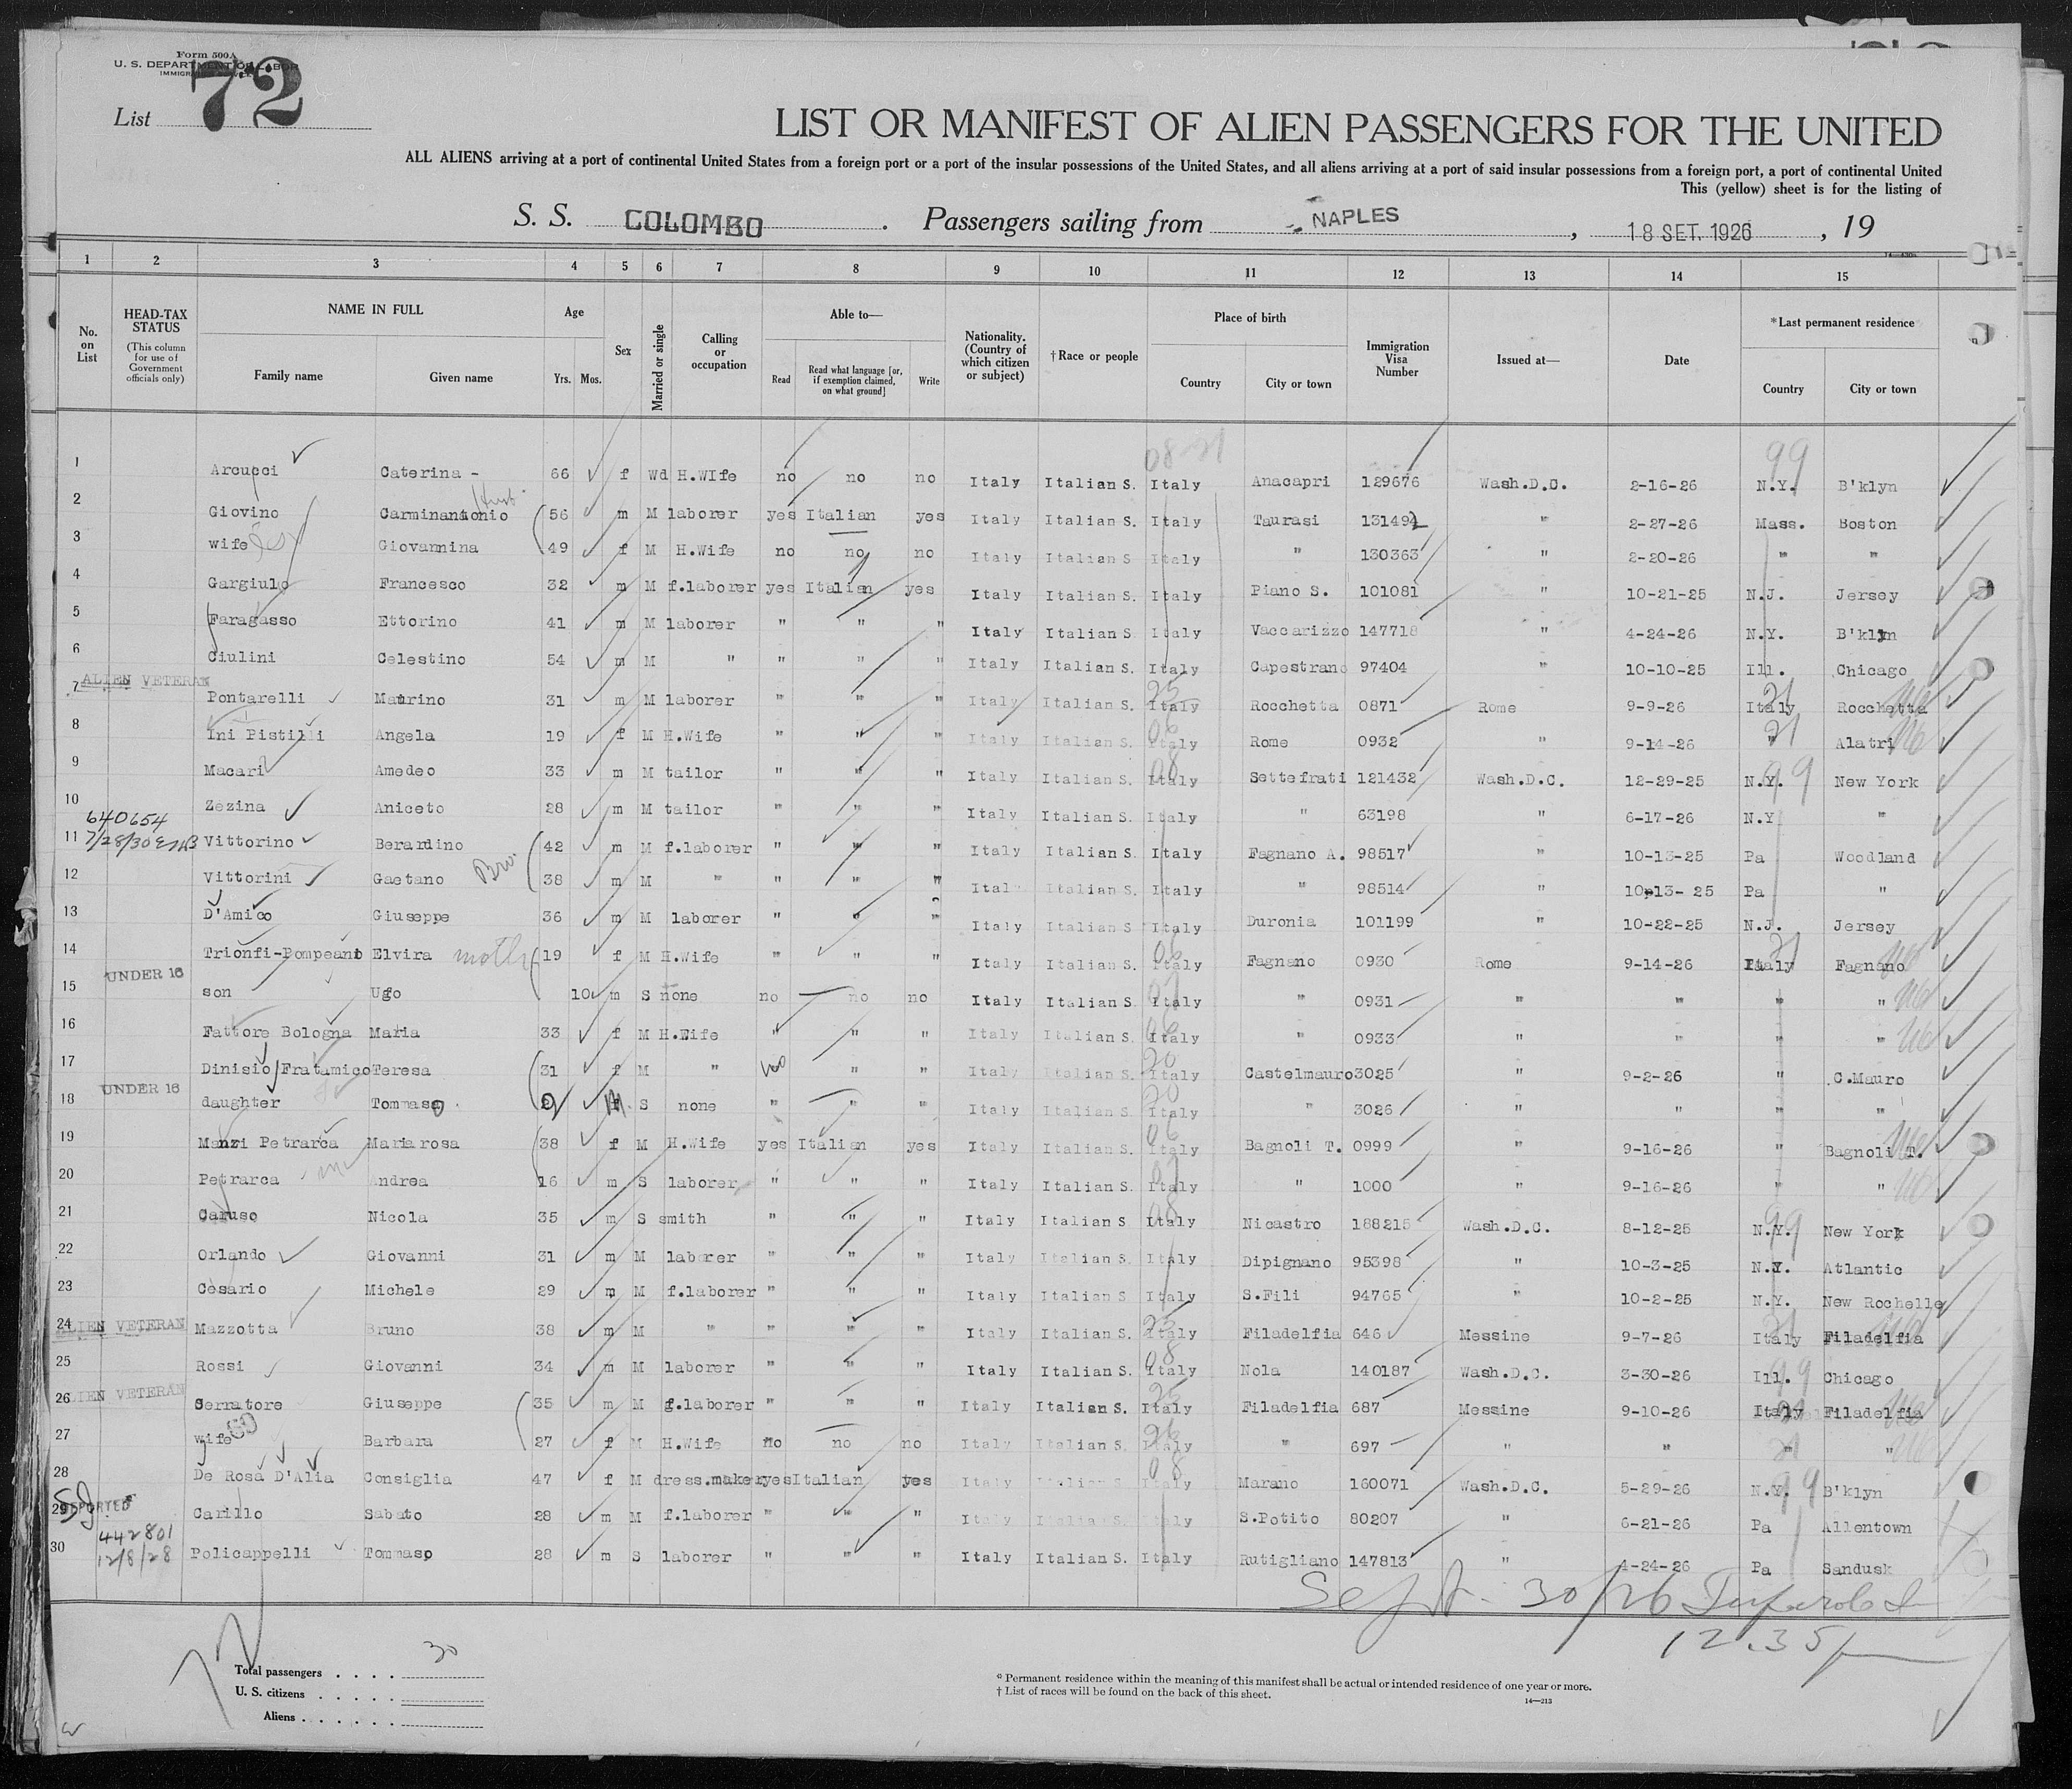 Form 500A
U. S. DEPARTMENT OF LABOR
IMMIGRATION SERVICE
List 72
LIST OR MANIFEST OF ALIEN PASSENGERS FOR THE UNITED
ALL ALIENS arriving at a port of continental United States from a foreign port or a port of the insular possessions of the United States, and all aliens arriving at a port of said insular possessions from a foreign port, a port of continental United
This (yellow) sheet is for the listing of
S. S. COLOMBO. Passengers sailing from NAPLES, 18 SET. 1926, 19
1 2 3 4 5 6 7 8 9 10 11 12 13 14 15
No. on List
HEAD-TAX STATUS (This column for use of Government officials only)
NAME IN FULL
Family name Given name
Age
Yrs. Mos.
Sex
Married or single
Calling or occupation
Able to—
Read Read what language [or, if exemption claimed, on what ground] Write
Nationality. (Country of which citizen or subject)
†Race or people
Place of birth
Country City or town
Immigration Visa Number
Issued at—
Date
*Last permanent residence
Country City or town
08-21 99
1 Arcucci Caterina - 66 f Wd H.WIfe no no no Italy Italian S. Italy Anacapri 129676 Wash.D.C. 2-16-26 N.Y. B'klyn
2 Giovino Carminantonio 56 m M laborer yes Italian yes Italy Italian S. Italy Taurasi 131492 " 2-27-26 Mass. Boston
3 wife Giovannina 49 f M H.Wife no no no Italy Italian S. Italy " 130363 " 2-20-26 " "
4 Gargiulo Francesco 32 m M f.laborer yes Italian yes Italy Italian S. Italy Piano S. 101081 " 10-21-25 N.J. Jersey
5 Faragasso Ettorino 41 m M laborer " " " Italy Italian S. Italy Vaccarizzo 147718 " 4-24-26 N.Y. B'klyn
6 Ciulini Celestino 54 m M " " " " Italy Italian S. Italy Capestrano 97404 " 10-10-25 Ill. Chicago
ALIEN VETERAN
7 Pontarelli Maurino 31 m M laborer " " " Italy Italian S. Italy Rocchetta 0871 Rome 9-9-26 Italy Rocchetta
8 Ini Pistilli Angela 19 f M H.Wife " " " Italy Italian S. Italy Rome 0932 " 9-14-26 " Alatri
9 Macari Amedeo 33 m M tailor " " " Italy Italian S. Italy Settefrati 121432 Wash.D.C. 12-29-25 N.Y. New York
10 Zezina Aniceto 28 m M tailor " " " Italy Italian S. Italy " 63198 " 6-17-26 N.Y "
640654
11 7/28/30 Vittorino Berardino 42 m M f.laborer " " " Italy Italian S. Italy Fagnano A. 98517 " 10-13-25 Pa Woodland
12 Vittorini Gaetano Bro. 38 m M " " " " Italy Italian S. Italy " 98514 " 10-13-25 Pa "
13 D'Amico Giuseppe 36 m M laborer " " " Italy Italian S. Italy Duronia 101199 " 10-22-25 N.J. Jersey
14 Trionfi-Pompeano Elvira 19 f M H.Wife " " " Italy Italian S. Italy Fagnano 0930 Rome 9-14-26 Italy Fagnano
UNDER 16
15 son Ugo 10 m S none no no no Italy Italian S. Italy " 0931 " " " "
16 Fattore Bologna Maria 33 f M H.Eife " " " Italy Italian S. Italy " 0933 " " " "
17 Dinisio/Fratamico Teresa 31 f M " no " " Italy Italian S. Italy Castelmauro 3025 " 9-2-26 " C.Mauro
UNDER 16
18 daughter Tommaso 2 M. S none " " " Italy Italian S. Italy " 3026 " " " "
19 Manzi Petrarca Mariarosa 38 f M H.Wife yes Italian yes Italy Italian S. Italy Bagnoli T. 0999 " 9-16-26 " Bagnoli T.
20 Petrarca Andrea 16 m S laborer " " " Italy Italian S. Italy " 1000 " 9-16-26 " "
21 Caruso Nicola 35 m S smith " " " Italy Italian S Italy Nicastro 188215 Wash.D.C. 8-12-25 N.Y. New York
22 Orlando Giovanni 31 m M laborer " " " Italy Italian S. Italy Dipignano 95398 " 10-3-25 N.Y. Atlantic
23 Cesario Michele 29 m M f.laborer " " " Italy Italian S Italy S.Fili 94765 " 10-2-25 N.Y. New Rochelle
ALIEN VETERAN
24 Mazzotta Bruno 38 m M " " " " Italy Italian S. Italy Filadelfia 646 Messine 9-7-26 Italy Filadelfia
25 Rossi Giovanni 34 m M laborer " " " Italy Italian S. Italy Nola 140187 Wash.D.C. 3-30-26 Ill. Chicago
ALIEN VETERAN
26 Serratore Giuseppe 35 m M f.laborer " " " Italy Italian S. Italy Filadelfia 687 Messine 9-10-26 Italy Filadelfia
27 wife Barbara 27 f M H.Wife no no no Italy Italian S. Italy " 697 " " " "
28 De Rosa D'Alia Consiglia 47 f M dress.maker yes Italian yes Italy Italian S. Italy Marano 160071 Wash.D.C. 5-29-26 N.Y. B'klyn
DEPORTED
29 Carillo Sabato 28 m M f.laborer " " " Italy Italian S. Italy S.Potito 80207 " 6-21-26 Pa Allentown
442801
12/8/28
30 Policappelli Tommaso 28 m S laborer " " " Italy Italian S. Italy Rutigliano 147813 " 4-24-26 Pa Sandusk
Sept. 30/26
12.35 pm
Total passengers . . . . 30
U. S. citizens . . . . .
Aliens . . . . . .
* Permanent residence within the meaning of this manifest shall be actual or intended residence of one year or more.
† List of races will be found on the back of this sheet.
14—213